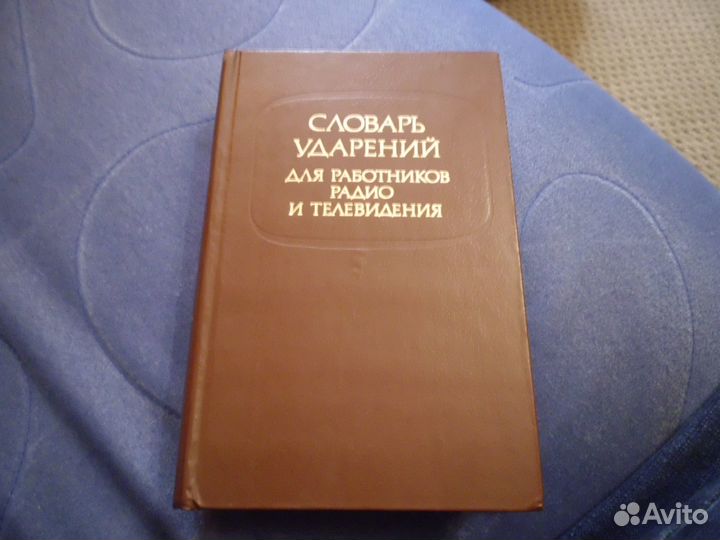 СЛОВАРЬ
УДАРЕНИЙ
ДЛЯ РАБОТНИКОВ
РАДИО
И ТЕЛЕВИДЕНИЯ
Avito